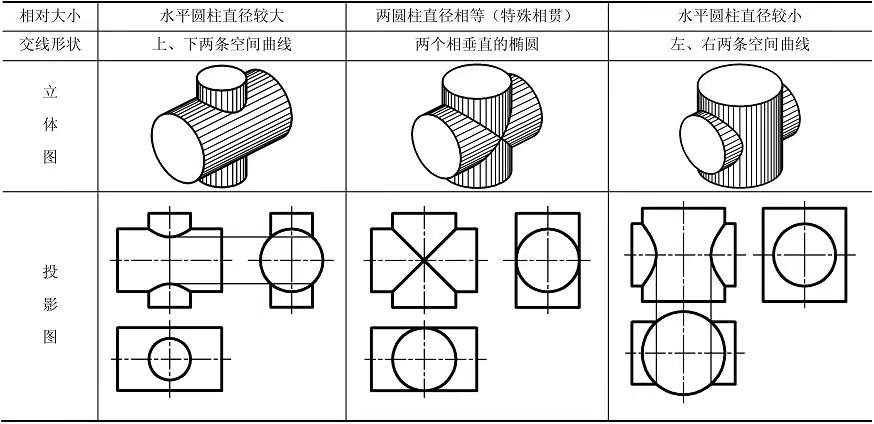 相对大小 水平圆柱直径较大 两圆柱直径相等（特殊相贯） 水平圆柱直径较小
交线形状 上、下两条空间曲线 两个相垂直的椭圆 左、右两条空间曲线
立
体
图
投
影
图